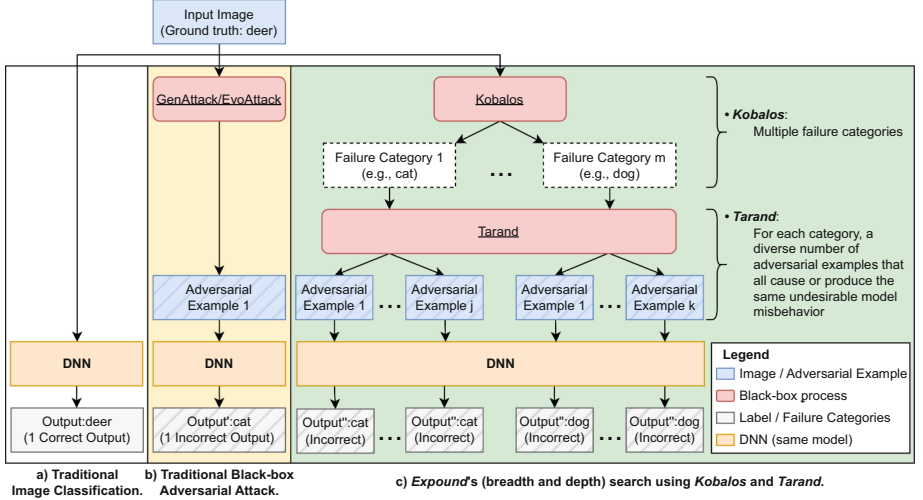 Input Image
(Ground truth: deer)
GenAttack/EvoAttack
Kobalos
• Kobalos:
Multiple failure categories
Failure Category 1
(e.g., cat)
...
Failure Category m
(e.g., dog)
Tarand
• Tarand:
For each category, a
diverse number of
adversarial examples that
all cause or produce the
same undesirable model
misbehavior
Adversarial
Example 1
Adversarial
Example 1
...
Adversarial
Example j
Adversarial
Example 1
...
Adversarial
Example k
DNN
DNN
DNN
Legend
Image / Adversarial Example
Black-box process
Label / Failure Categories
DNN (same model)
Output:deer
(1 Correct Output)
Output':cat
(1 Incorrect Output)
Output'':cat
(Incorrect)
...
Output'':cat
(Incorrect)
Output'':dog
(Incorrect)
...
Output'':dog
(Incorrect)
a) Traditional
Image Classification.
b) Traditional Black-box
Adversarial Attack.
c) Expound's (breadth and depth) search using Kobalos and Tarand.